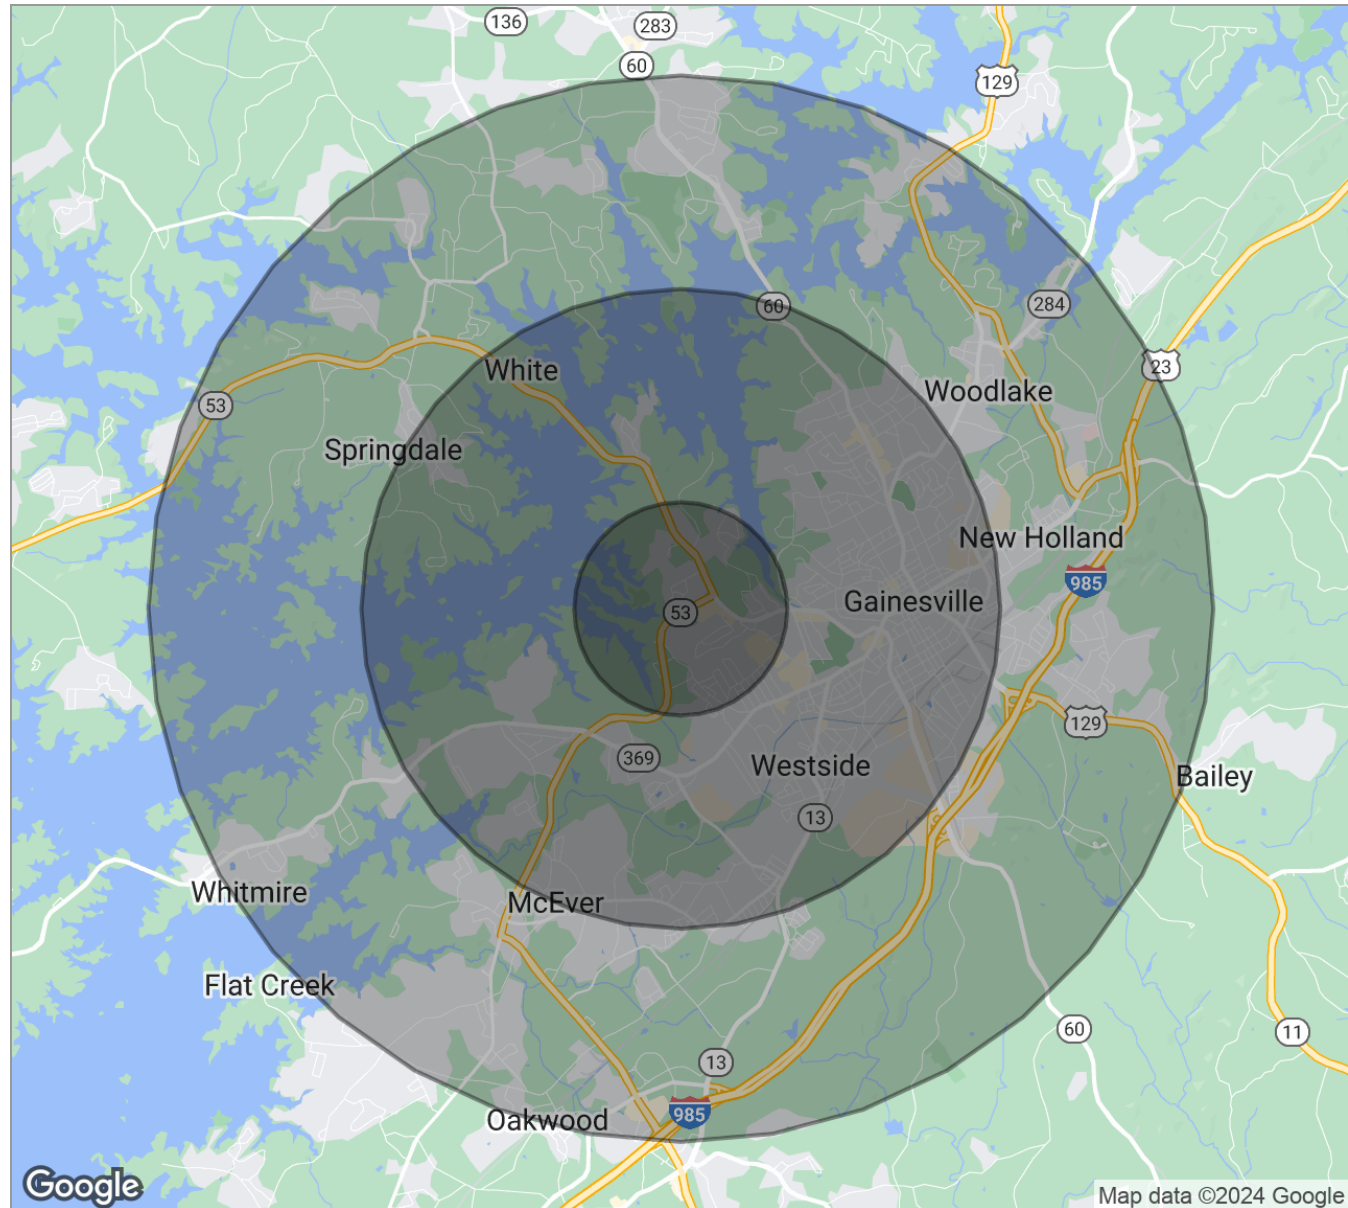 136
283
60
129
60
284
23
White
Woodlake
53
Springdale
New Holland
985
Gainesville
53
129
369
Westside
Bailey
13
Whitmire
McEver
Flat Creek
60
11
13
985
Oakwood
Google
Map data ©2024 Google